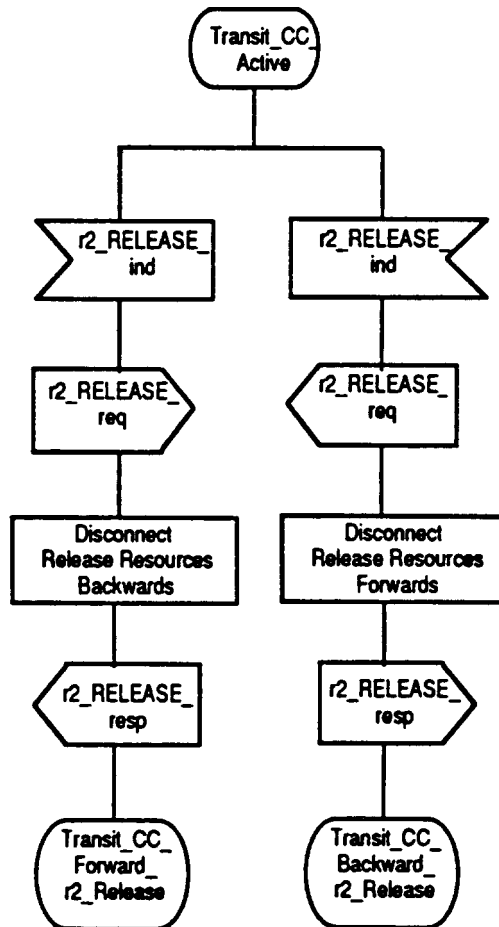 Transit_CC_
Active
r2_RELEASE_
ind
r2_RELEASE_
req
Disconnect
Release Resources
Backwards
r2_RELEASE_
resp
Transit_CC_
Forward_
r2_Release
r2_RELEASE_
ind
r2_RELEASE_
req
Disconnect
Release Resources
Forwards
r2_RELEASE_
resp
Transit_CC_
Backward_
r2_Release